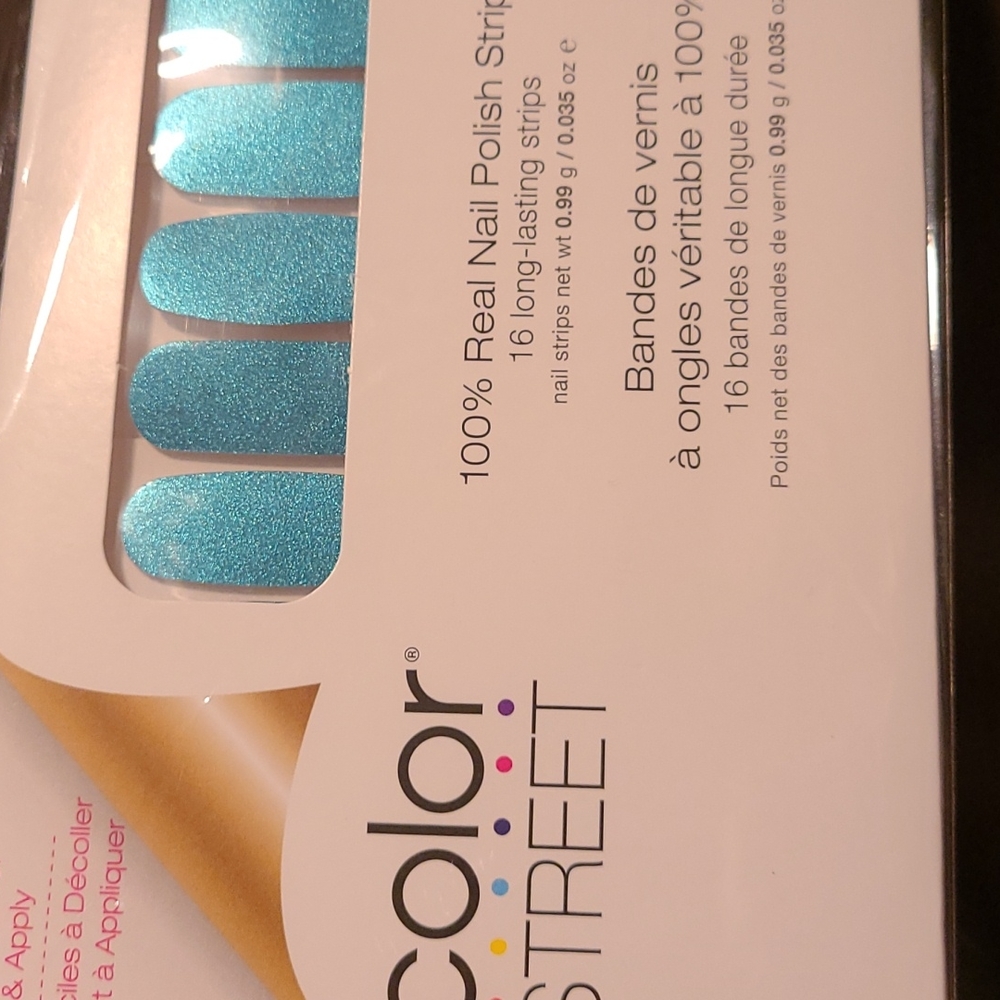 100% Real Nail Polish Strip
16 long-lasting strips
nail strips net wt 0.99 g / 0.035 oz e
Bandes de vernis
à ongles véritable à 100%
16 bandes de longue durée
Poids net des bandes de vernis 0.99 g / 0.035 oz
color®
STREET
& Apply
ciles à Décoller
t à Appliquer